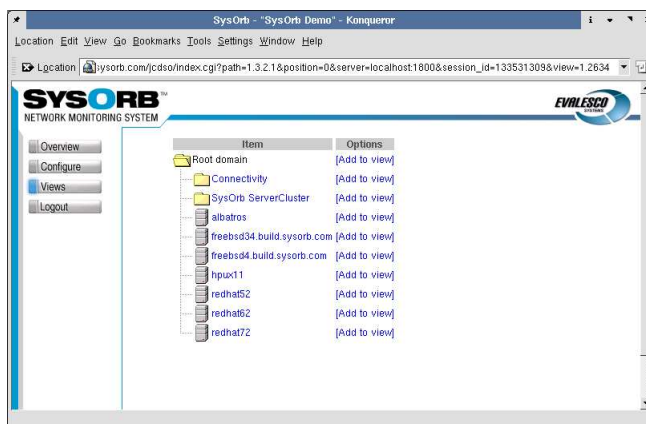 SysOrb - "SysOrb Demo" - Konqueror
Location Edit View Go Bookmarks Tools Settings Window Help
Location ysorb.com/jcdso/index.cgi?path=1.3.2.1&position=0&server=localhost:1800&session_id=133531309&view=1.2634
SYSORB™
NETWORK MONITORING SYSTEM
EVALESCO
SYSTEMS
Overview
Configure
Views
Logout
Item Options
Root domain [Add to view]
Connectivity [Add to view]
SysOrb ServerCluster [Add to view]
albatros [Add to view]
freebsd34.build.sysorb.com [Add to view]
freebsd4.build.sysorb.com [Add to view]
hpux11 [Add to view]
redhat52 [Add to view]
redhat62 [Add to view]
redhat72 [Add to view]